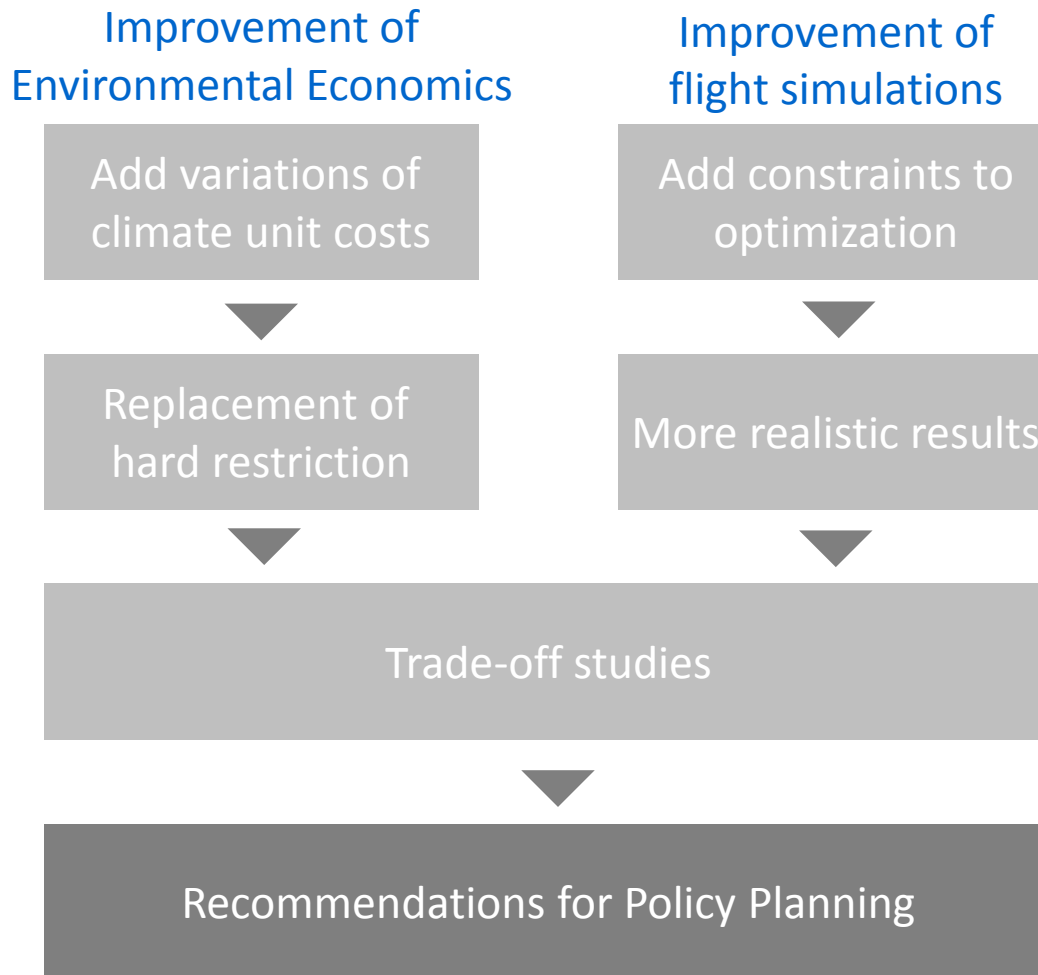 Improvement of
Environmental Economics
Improvement of
flight simulations
Add variations of
climate unit costs
Add constraints to
optimization
Replacement of
hard restriction
More realistic results
Trade-off studies
Recommendations for Policy Planning